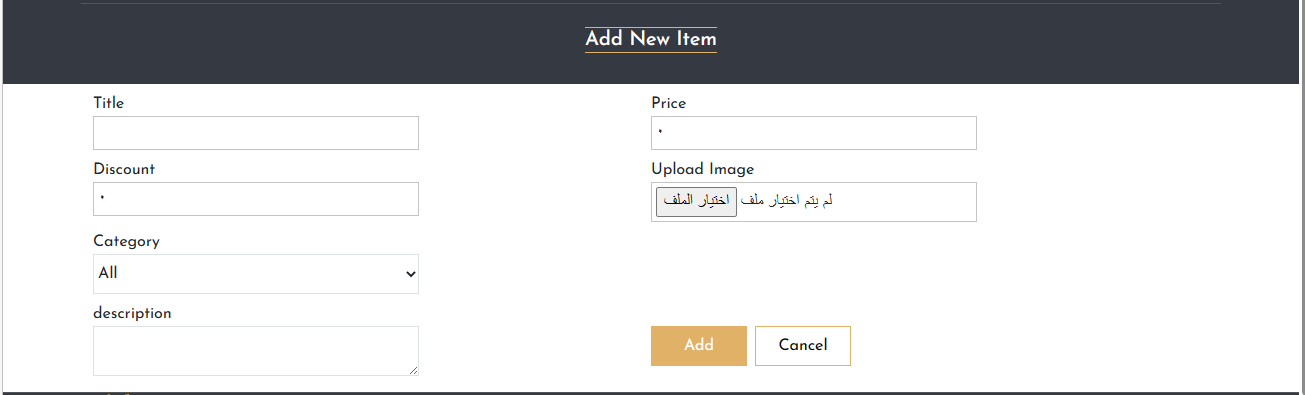 Add New Item
Title
Price
٠
Discount
٠
Upload Image
اختيار الملف لم يتم اختيار ملف
Category
All
description
Add
Cancel